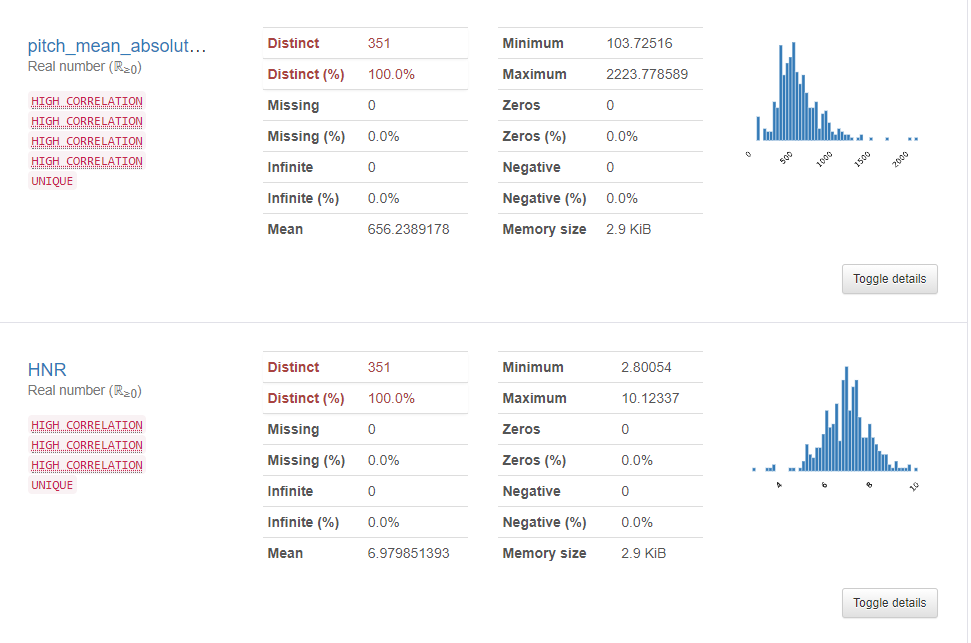 pitch_mean_absolut…
Real number (ℝ≥0)
HIGH CORRELATION
HIGH CORRELATION
HIGH CORRELATION
HIGH CORRELATION
UNIQUE
Distinct 351
Distinct (%) 100.0%
Missing 0
Missing (%) 0.0%
Infinite 0
Infinite (%) 0.0%
Mean 656.2389178
Minimum 103.72516
Maximum 2223.778589
Zeros 0
Zeros (%) 0.0%
Negative 0
Negative (%) 0.0%
Memory size 2.9 KiB
0 500 1000 1500 2000
Toggle details
HNR
Real number (ℝ≥0)
HIGH CORRELATION
HIGH CORRELATION
HIGH CORRELATION
UNIQUE
Distinct 351
Distinct (%) 100.0%
Missing 0
Missing (%) 0.0%
Infinite 0
Infinite (%) 0.0%
Mean 6.979851393
Minimum 2.80054
Maximum 10.12337
Zeros 0
Zeros (%) 0.0%
Negative 0
Negative (%) 0.0%
Memory size 2.9 KiB
4 6 8 10
Toggle details